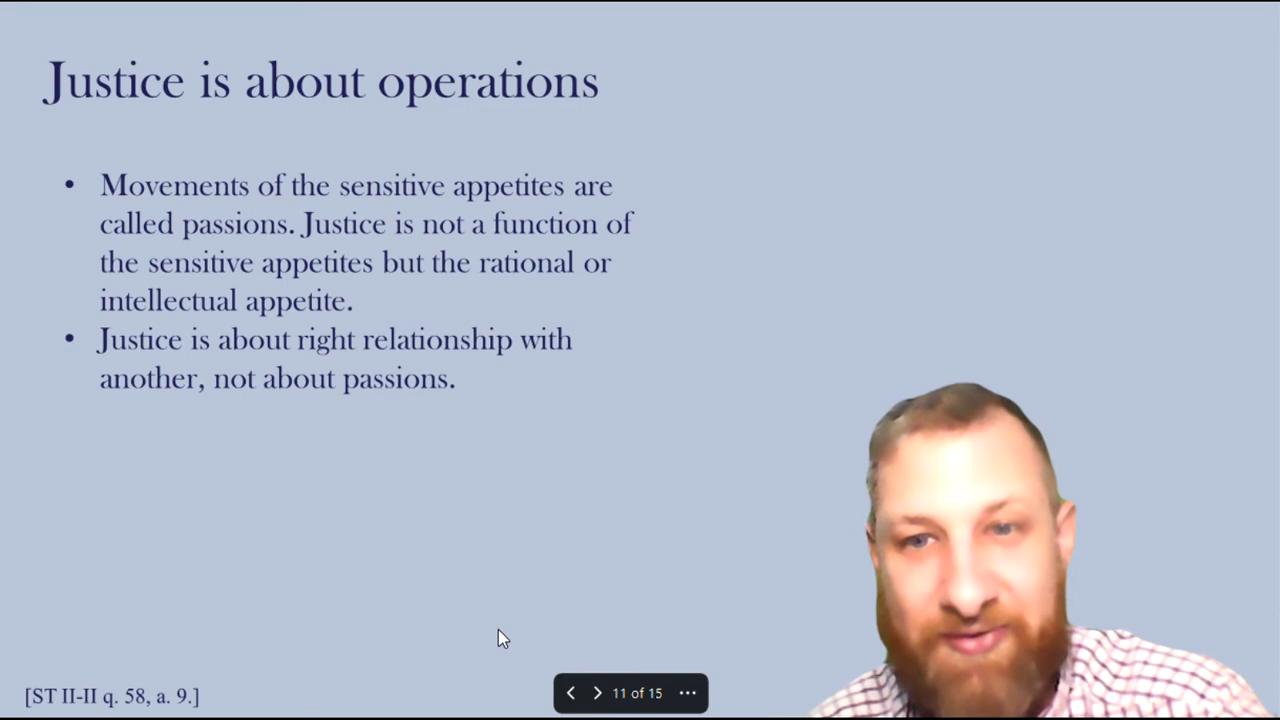 Justice is about operations
• Movements of the sensitive appetites are
called passions. Justice is not a function of
the sensitive appetites but the rational or
intellectual appetite.
• Justice is about right relationship with
another, not about passions.
[ST II-II q. 58, a. 9.]
11 of 15